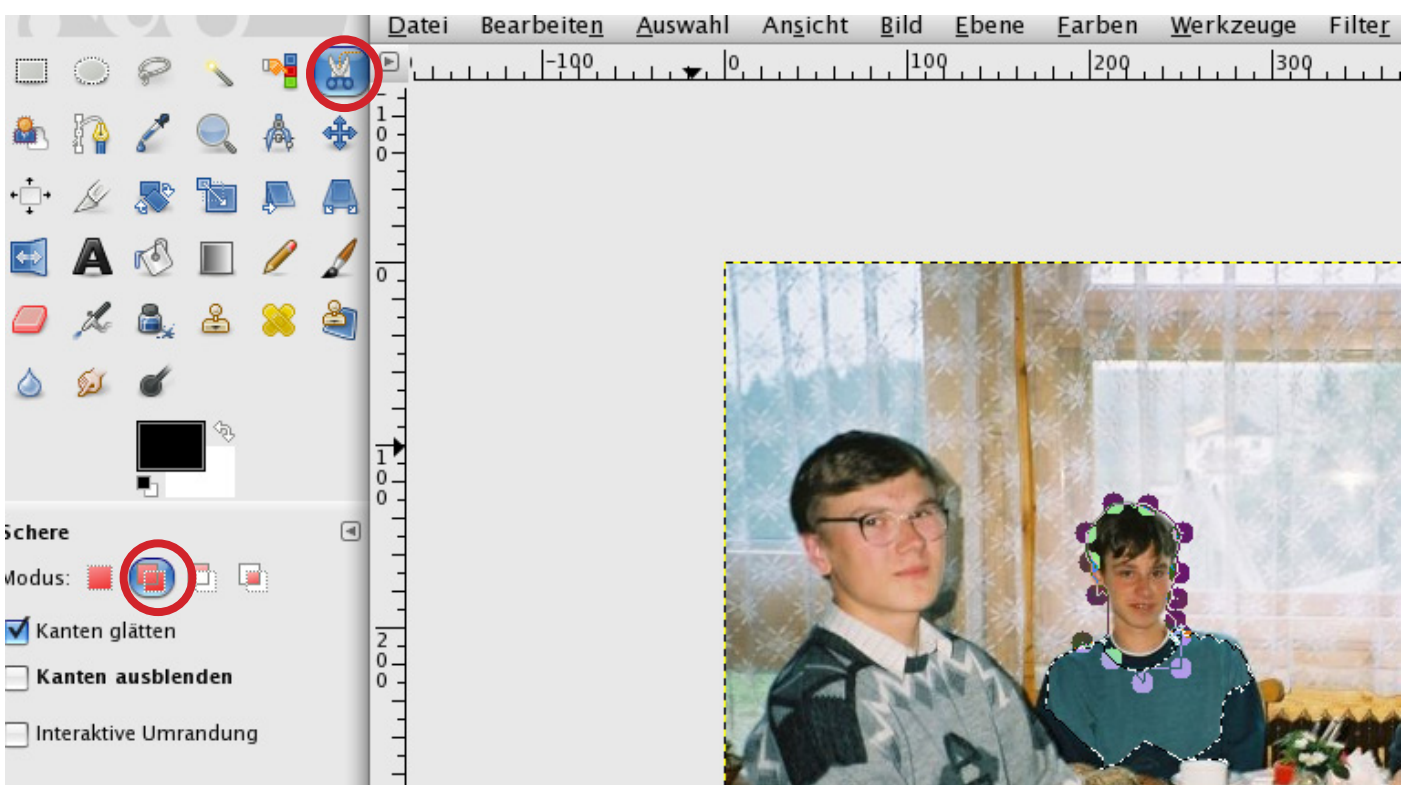 Datei Bearbeiten Auswahl Ansicht Bild Ebene Farben Werkzeuge Filter
-100 0 100 200 300
100
0
100
200
Schere
Modus:
Kanten glätten
Kanten ausblenden
Interaktive Umrandung